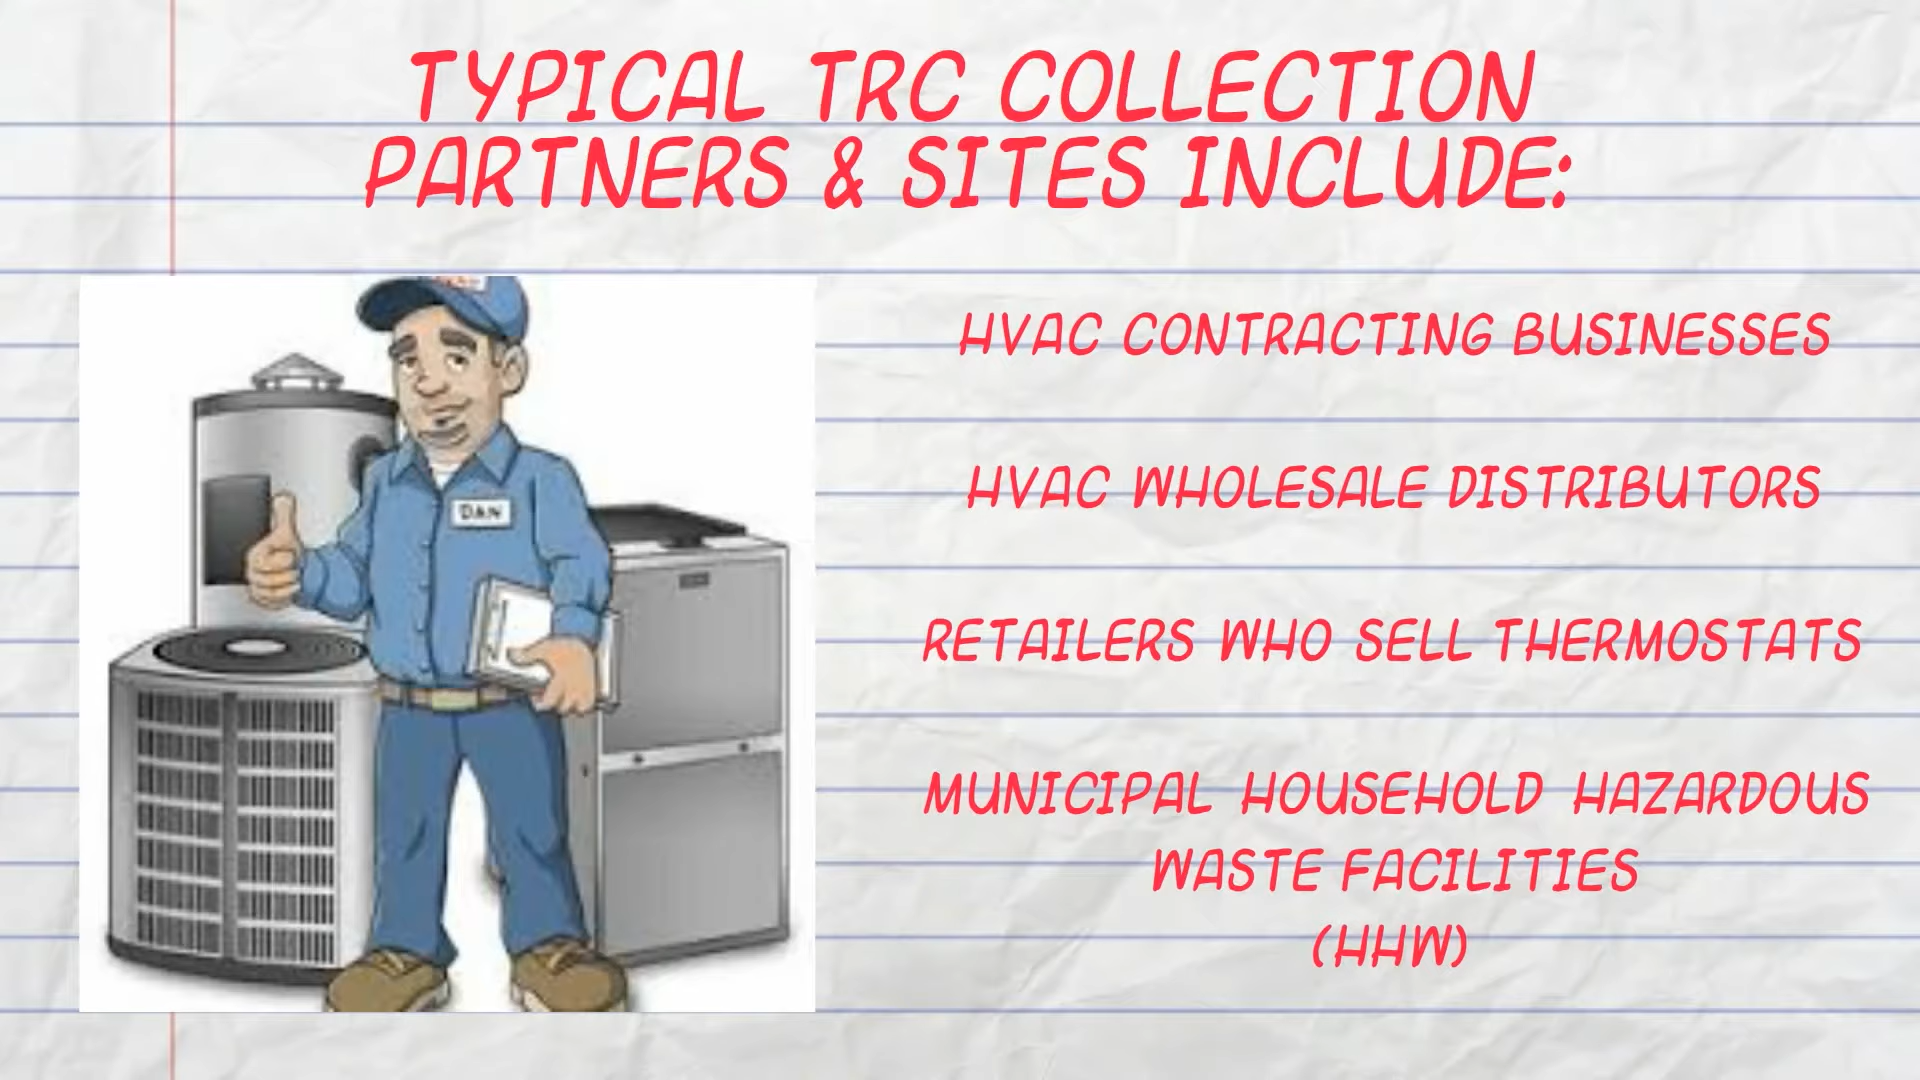 TYPICAL TRC COLLECTION
PARTNERS & SITES INCLUDE:
DAN
HVAC CONTRACTING BUSINESSES
HVAC WHOLESALE DISTRIBUTORS
RETAILERS WHO SELL THERMOSTATS
MUNICIPAL HOUSEHOLD HAZARDOUS
WASTE FACILITIES
(HHW)